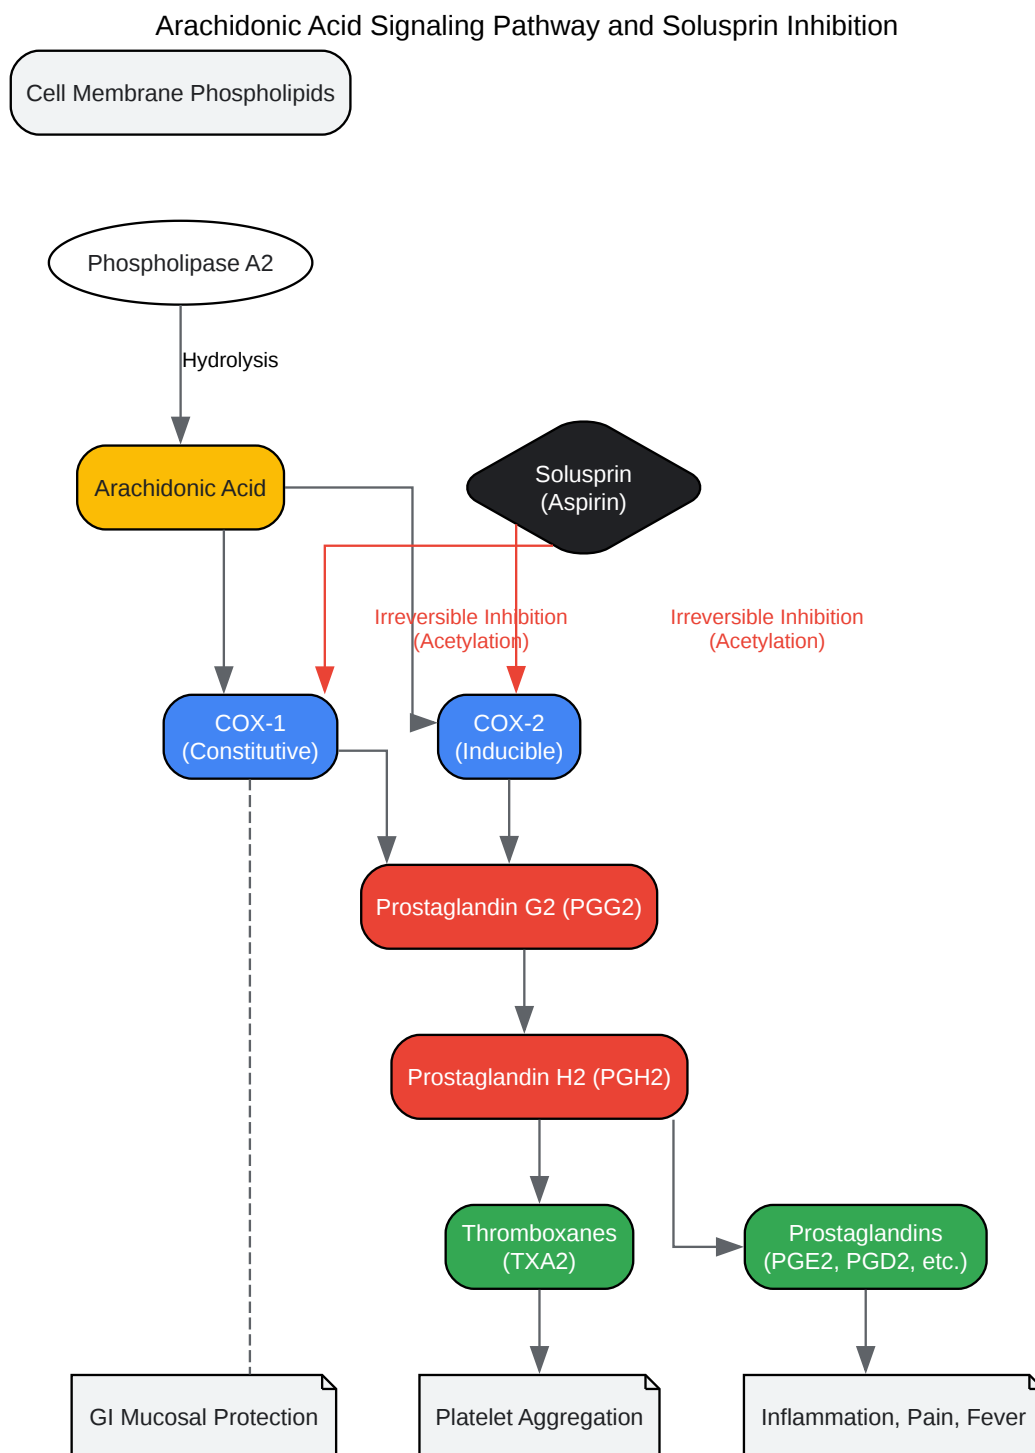 Arachidonic Acid Signaling Pathway and Solusprin Inhibition
Cell Membrane Phospholipids
Phospholipase A2
Hydrolysis
Arachidonic Acid
Solusprin
(Aspirin)
Irreversible Inhibition
(Acetylation)
Irreversible Inhibition
(Acetylation)
COX-1
(Constitutive)
COX-2
(Inducible)
Prostaglandin G2 (PGG2)
Prostaglandin H2 (PGH2)
Thromboxanes
(TXA2)
Prostaglandins
(PGE2, PGD2, etc.)
GI Mucosal Protection
Platelet Aggregation
Inflammation, Pain, Fever